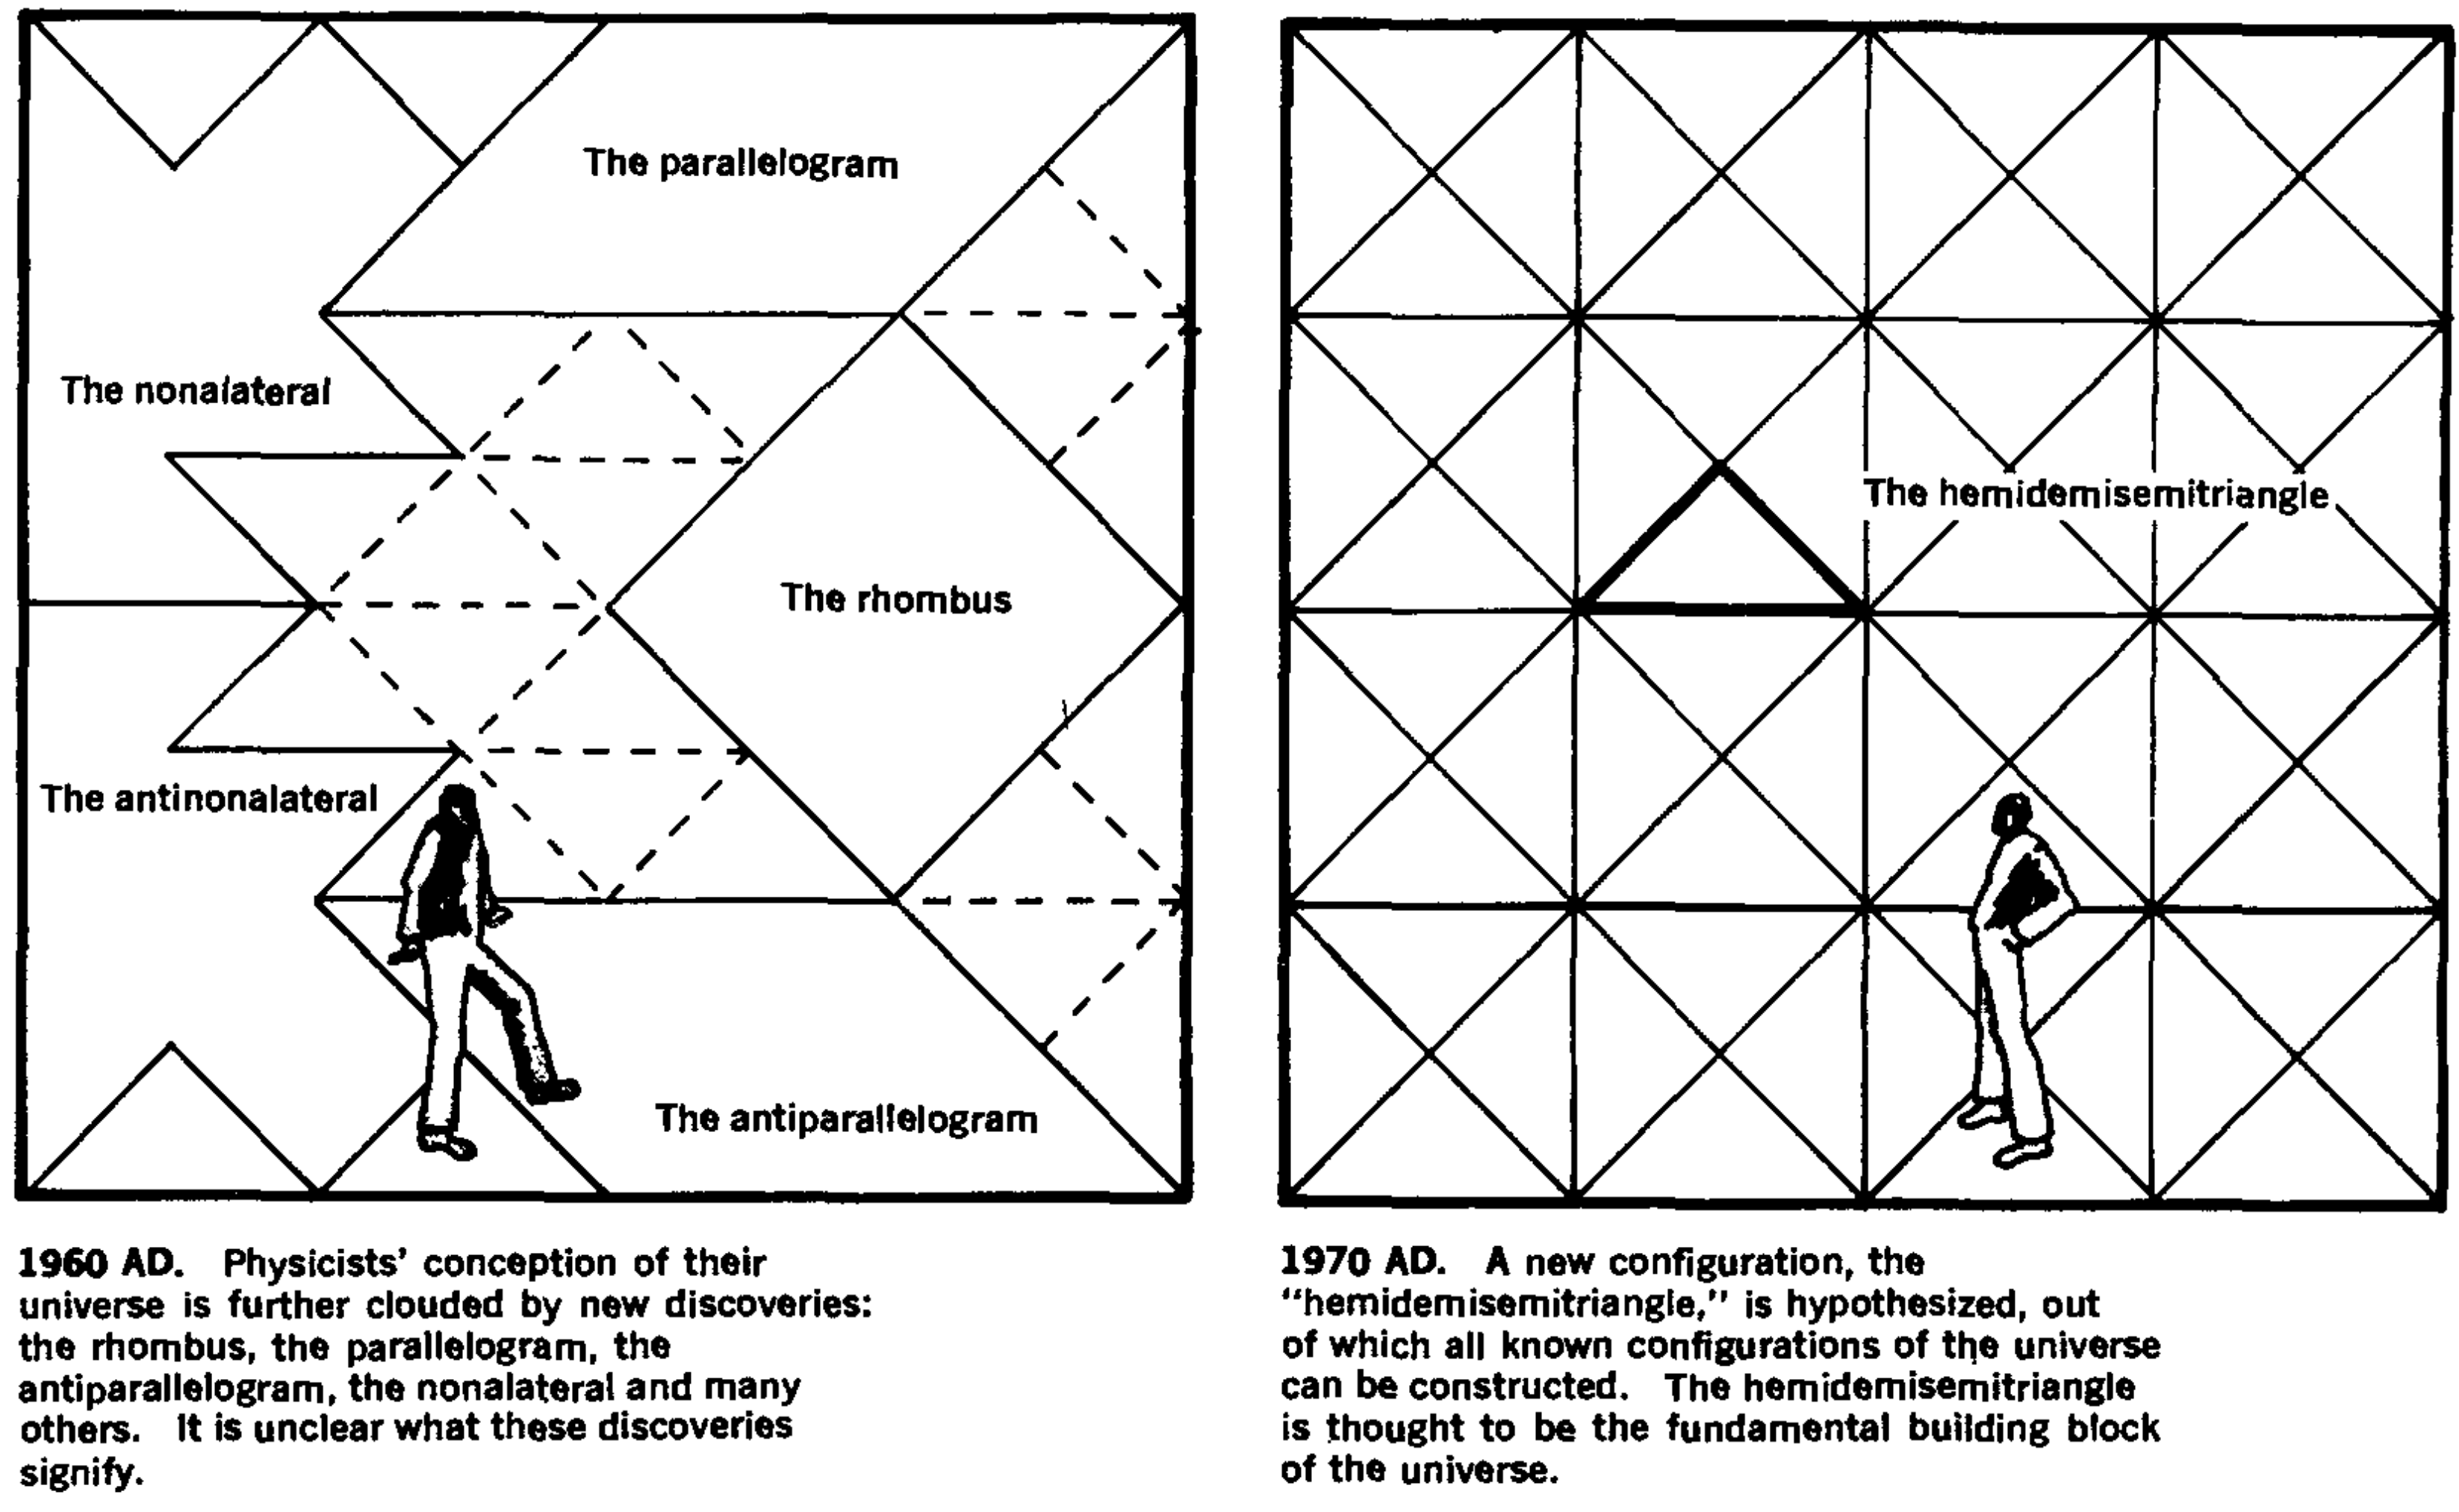 The parallelogram
The nonalateral
The rhombus
The antinonalateral
The antiparallelogram
1960 AD. Physicists' conception of their
universe is further clouded by new discoveries:
the rhombus, the parallelogram, the
antiparallelogram, the nonalateral and many
others. It is unclear what these discoveries
signify.
The hemidemisemitriangle
1970 AD. A new configuration, the
"hemidemisemitriangle," is hypothesized, out
of which all known configurations of the universe
can be constructed. The hemidemisemitriangle
is thought to be the fundamental building block
of the universe.